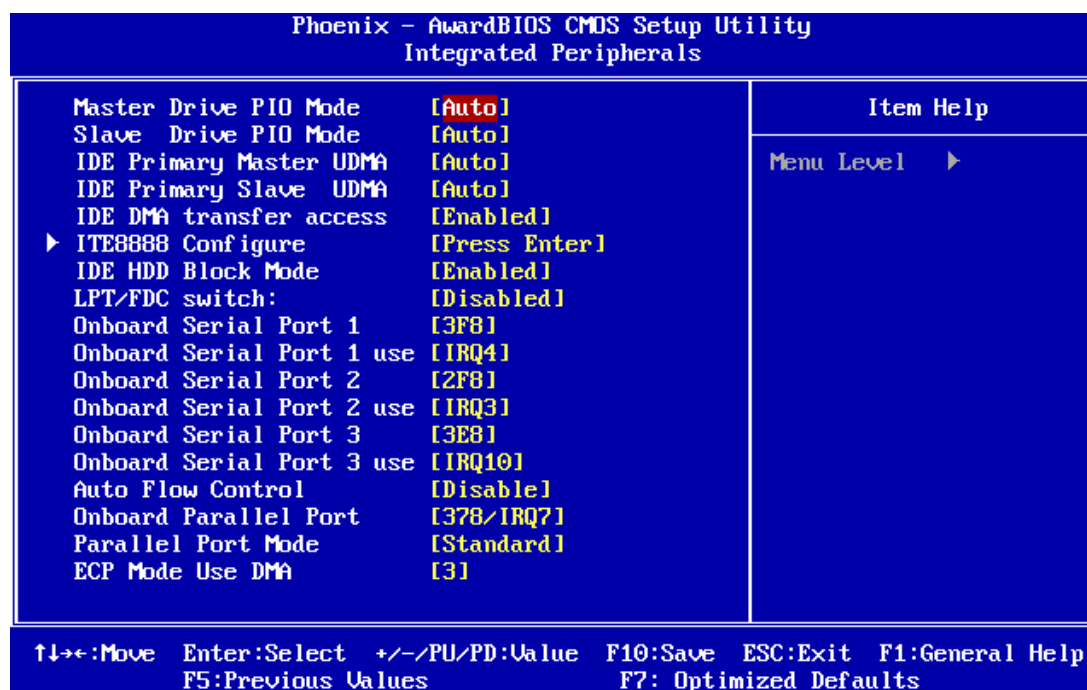 Phoenix - AwardBIOS CMOS Setup Utility
Integrated Peripherals
Master Drive PIO Mode [Auto]
Slave Drive PIO Mode [Auto]
IDE Primary Master UDMA [Auto]
IDE Primary Slave UDMA [Auto]
IDE DMA transfer access [Enabled]
▶ ITE8888 Configure [Press Enter]
IDE HDD Block Mode [Enabled]
LPT/FDC switch: [Disabled]
Onboard Serial Port 1 [3F8]
Onboard Serial Port 1 use [IRQ4]
Onboard Serial Port 2 [2F8]
Onboard Serial Port 2 use [IRQ3]
Onboard Serial Port 3 [3E8]
Onboard Serial Port 3 use [IRQ10]
Auto Flow Control [Disable]
Onboard Parallel Port [378/IRQ7]
Parallel Port Mode [Standard]
ECP Mode Use DMA [3]
Item Help
Menu Level ▶
↑↓→←:Move Enter:Select +/-/PU/PD:Value F10:Save ESC:Exit F1:General Help
F5:Previous Values F7: Optimized Defaults